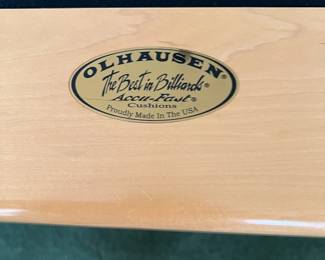 OLHAUSEN®
The Best in Billiards®
Accu-Fast®
Cushions
Proudly Made In The USA